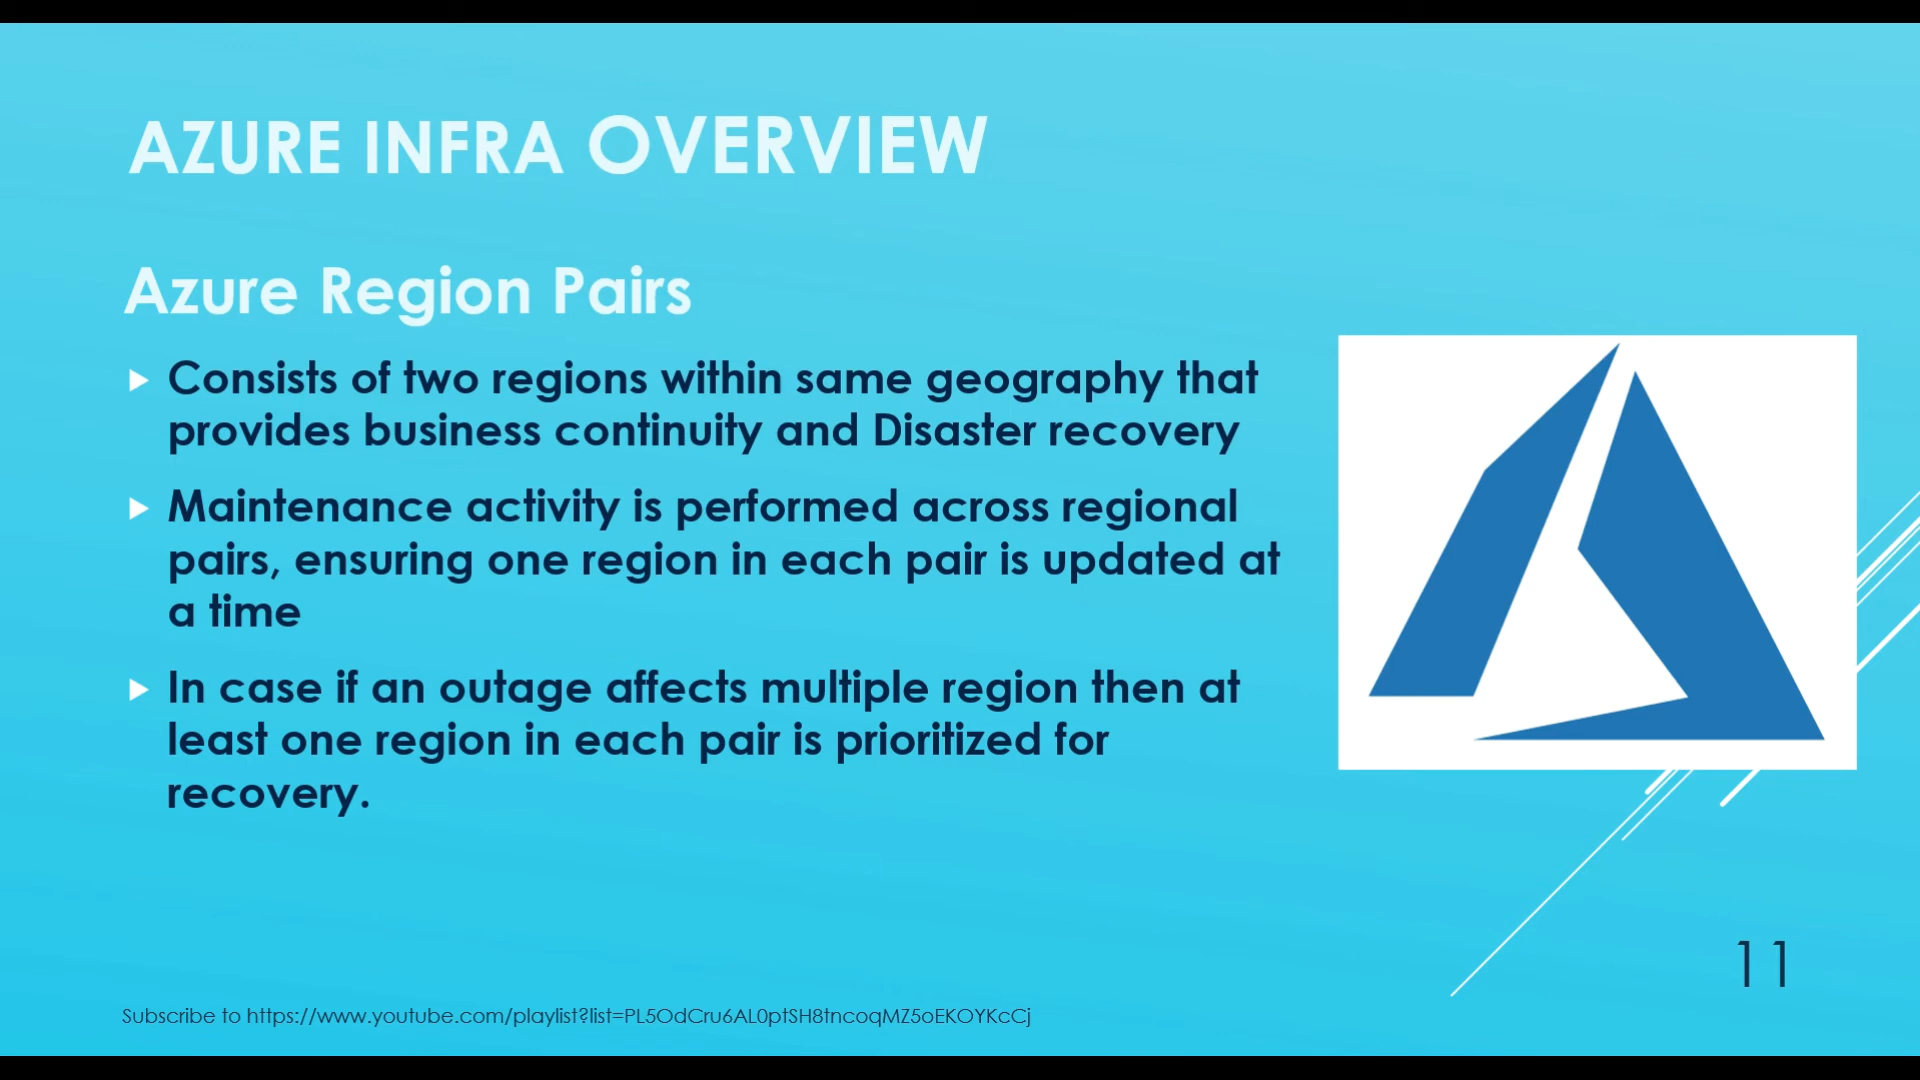 AZURE INFRA OVERVIEW
Azure Region Pairs
Consists of two regions within same geography that
provides business continuity and Disaster recovery
Maintenance activity is performed across regional
pairs, ensuring one region in each pair is updated at
a time
In case if an outage affects multiple region then at
least one region in each pair is prioritized for
recovery.
11
Subscribe to https://www.youtube.com/playlist?list=PL5OdCru6AL0ptSH8tncoqMZ5oEKOYKcCj